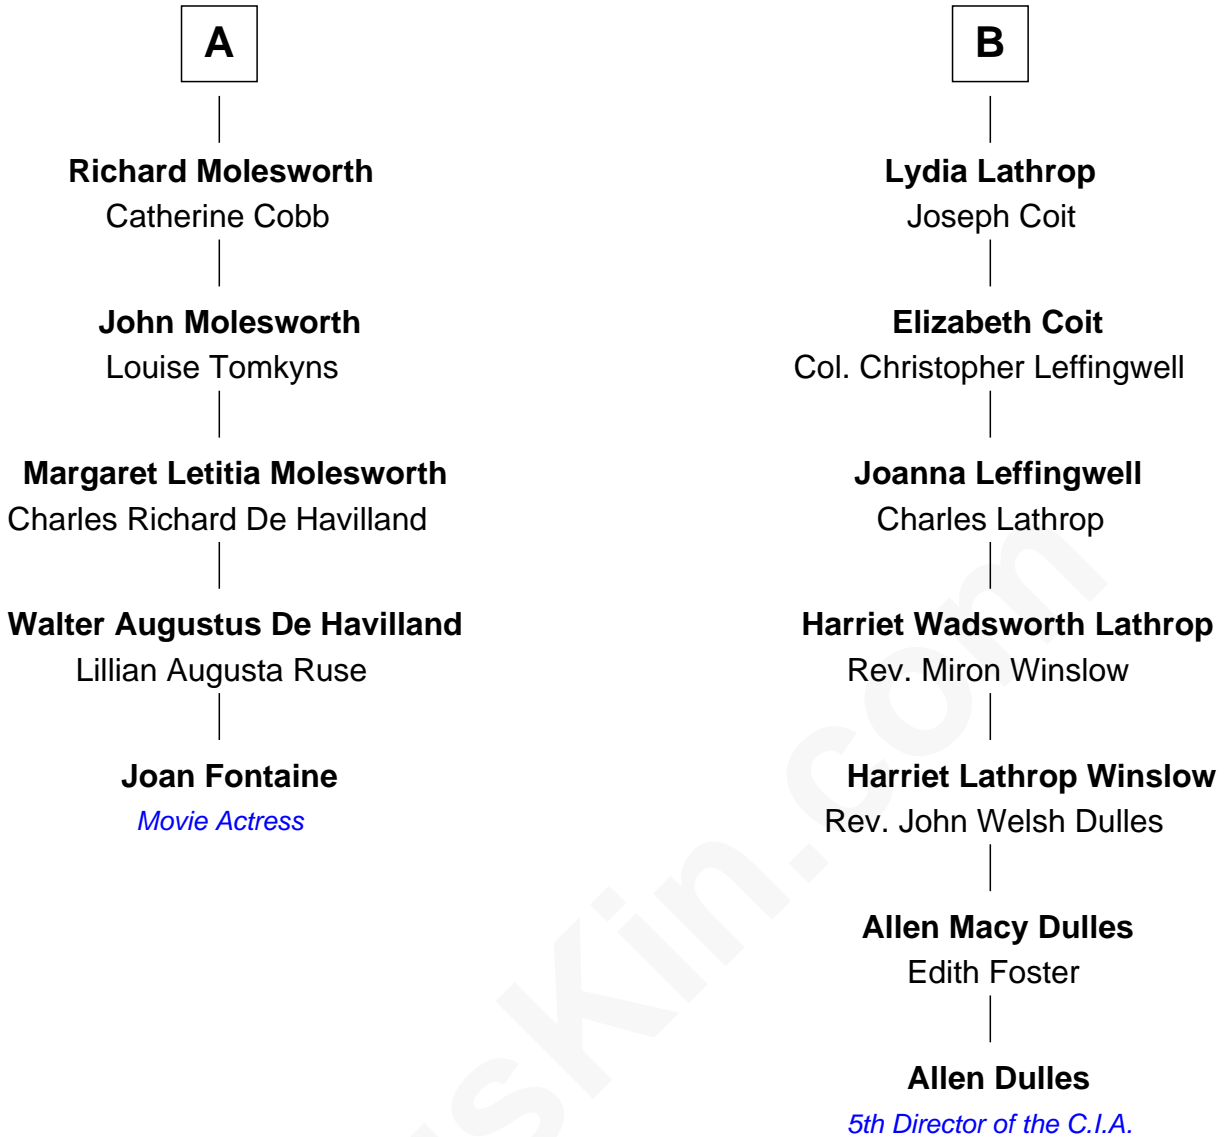 A
Richard Molesworth
Catherine Cobb
John Molesworth
Louise Tomkyns
Margaret Letitia Molesworth
Charles Richard De Havilland
Walter Augustus De Havilland
Lillian Augusta Ruse
Joan Fontaine
Movie Actress
B
Lydia Lathrop
Joseph Coit
Elizabeth Coit
Col. Christopher Leffingwell
Joanna Leffingwell
Charles Lathrop
Harriet Wadsworth Lathrop
Rev. Miron Winslow
Harriet Lathrop Winslow
Rev. John Welsh Dulles
Allen Macy Dulles
Edith Foster
Allen Dulles
5th Director of the C.I.A.